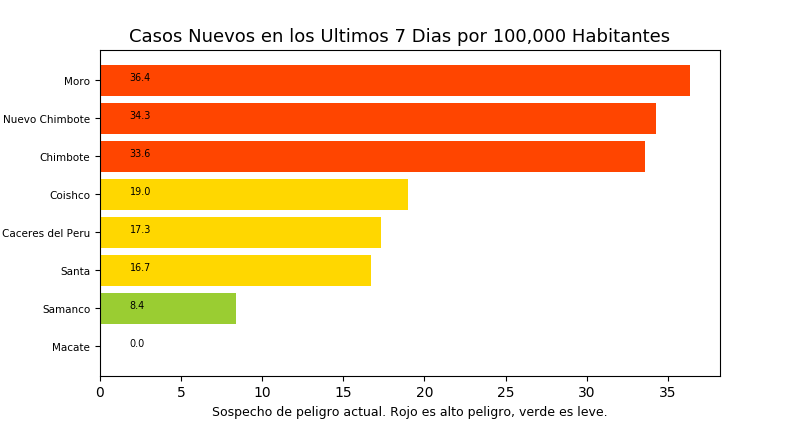 Casos Nuevos en los Ultimos 7 Dias por 100,000 Habitantes
Moro 36.4
Nuevo Chimbote 34.3
Chimbote 33.6
Coishco 19.0
Caceres del Peru 17.3
Santa 16.7
Samanco 8.4
Macate 0.0
0 5 10 15 20 25 30 35
Sospecho de peligro actual. Rojo es alto peligro, verde es leve.